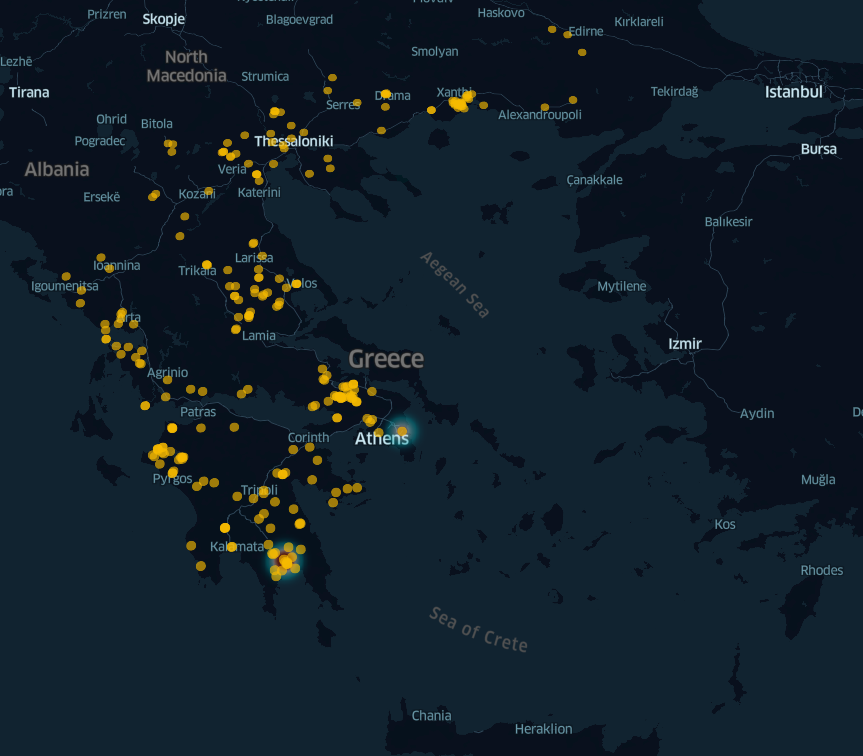 Prizren
Skopje
Blagoevgrad
Haskovo
Edirne
Kırklareli
Smolyan
Lezhë
North
Macedonia
Strumica
Tirana
Serres
Drama
Xanthi
Alexandroupoli
Tekirdağ
Istanbul
Ohrid
Bitola
Pogradec
Thessaloniki
Bursa
Albania
Veria
Çanakkale
Ersekë
Kozani
Katerini
Balıkesir
Ioannina
Trikala
Larissa
Aegean Sea
Igoumenitsa
Volos
Mytilene
Arta
Lamia
Izmir
Greece
Agrinio
Patras
Aydin
Corinth
Athens
Pyrgos
Muğla
Tripoli
Kos
Kalamata
Rhodes
Sea of Crete
Chania
Heraklion